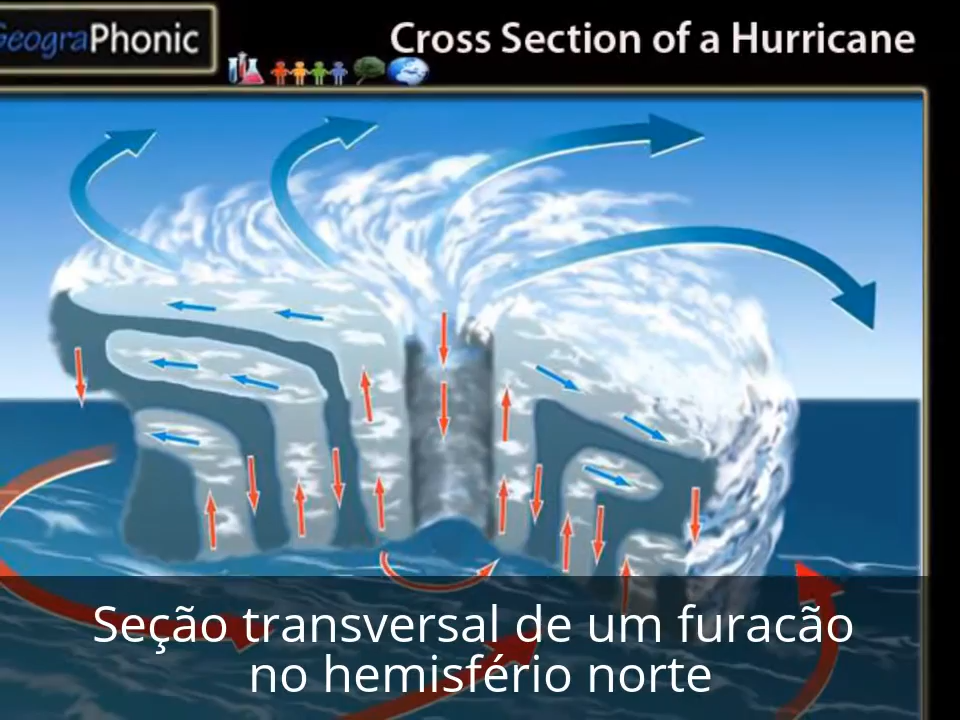 GeograPhonic
Cross Section of a Hurricane
Seção transversal de um furacão
no hemisfério norte